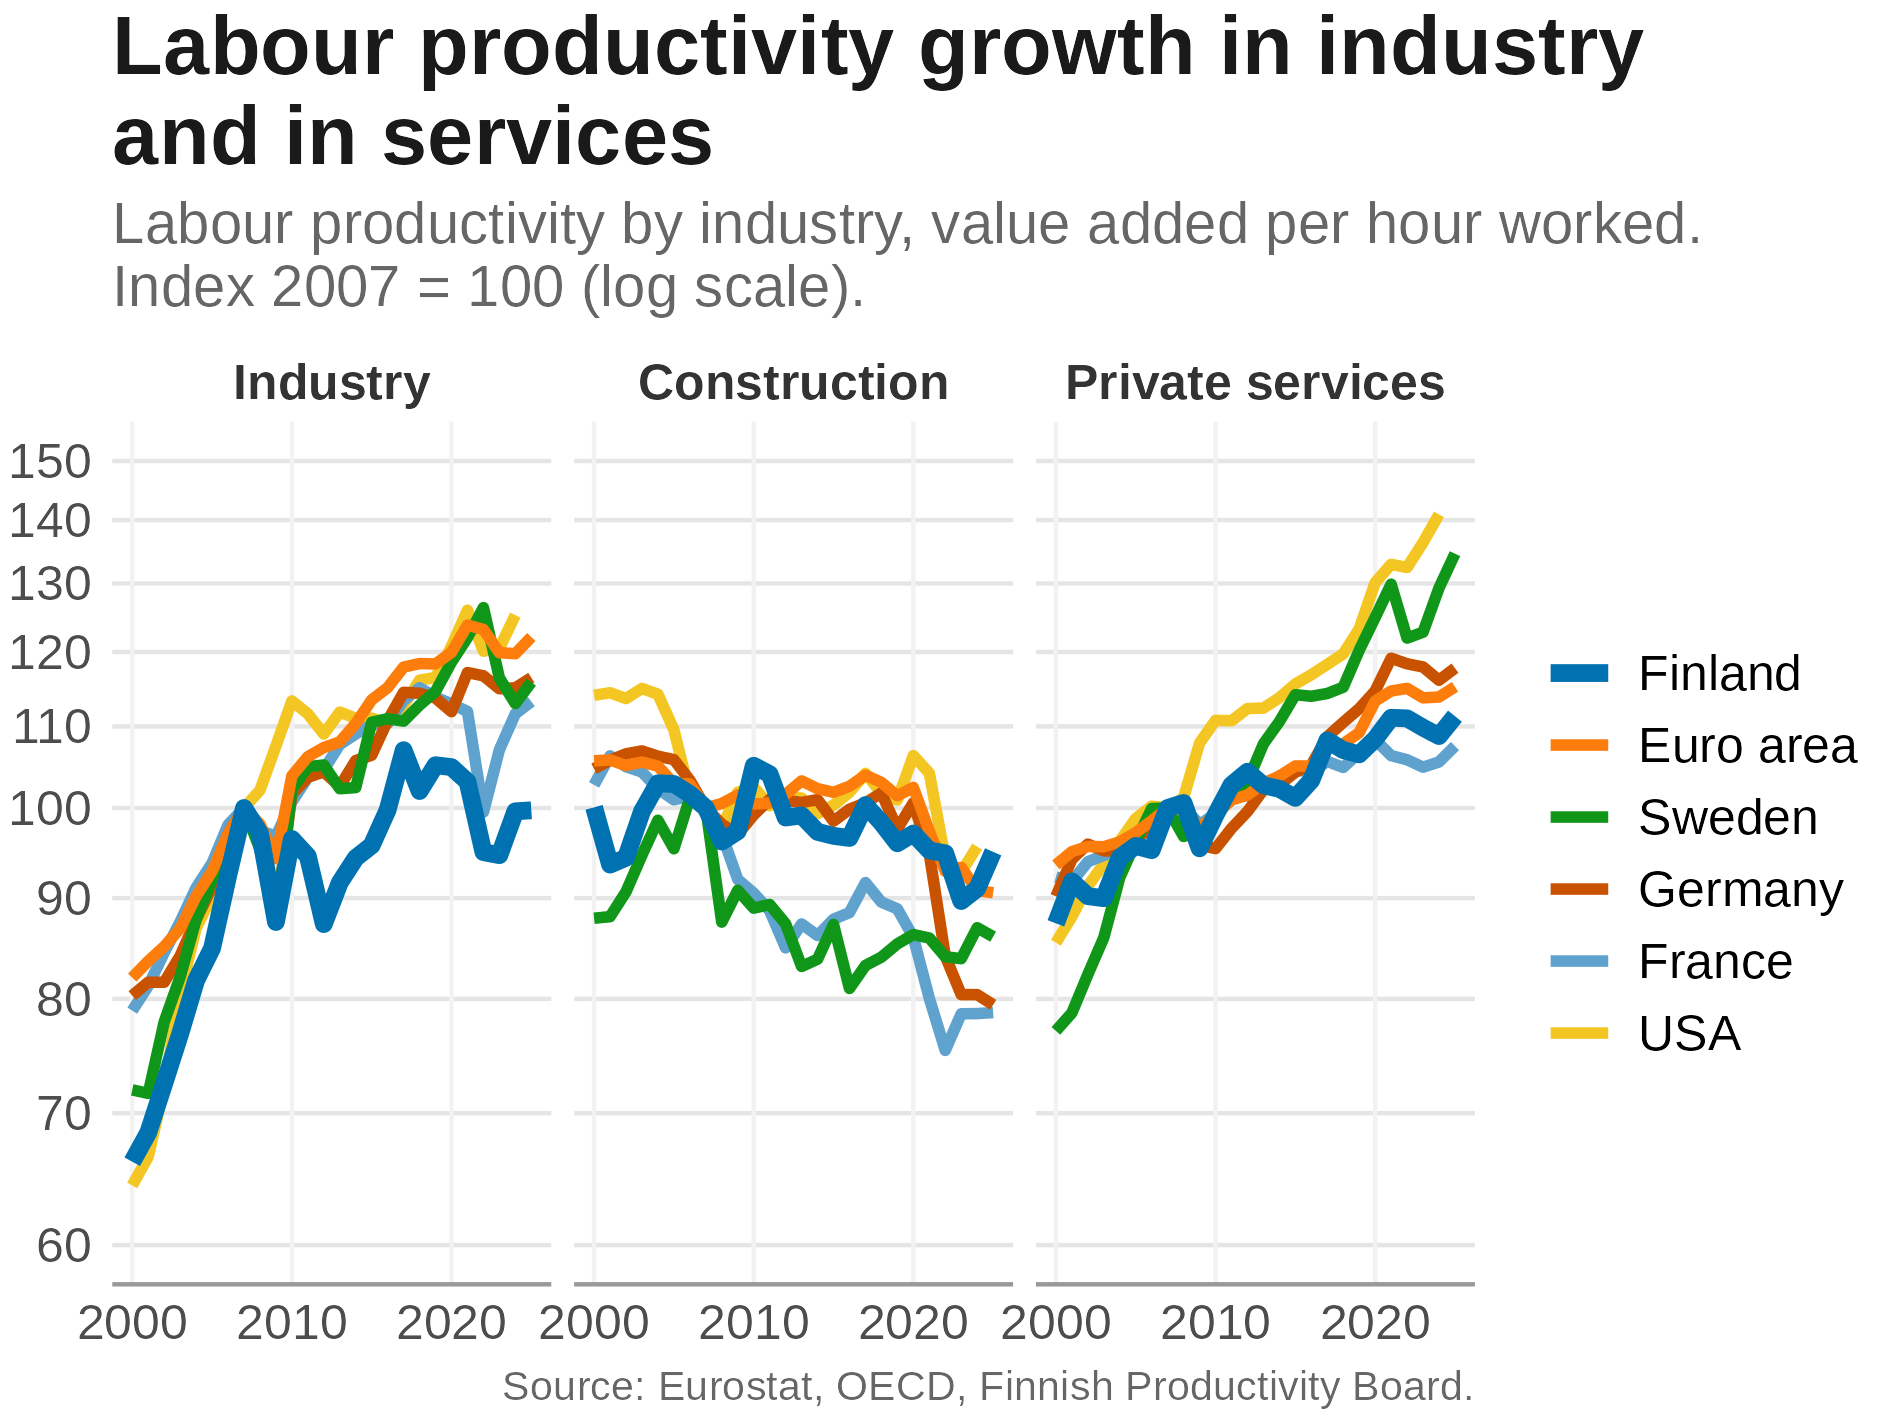 Labour productivity growth in industry
and in services
Labour productivity by industry, value added per hour worked.
Index 2007 = 100 (log scale).
Industry
Construction
Private services
150
140
130
120
110
100
90
80
70
60
2000
2010
2020
2000
2010
2020
2000
2010
2020
Finland
Euro area
Sweden
Germany
France
USA
Source: Eurostat, OECD, Finnish Productivity Board.